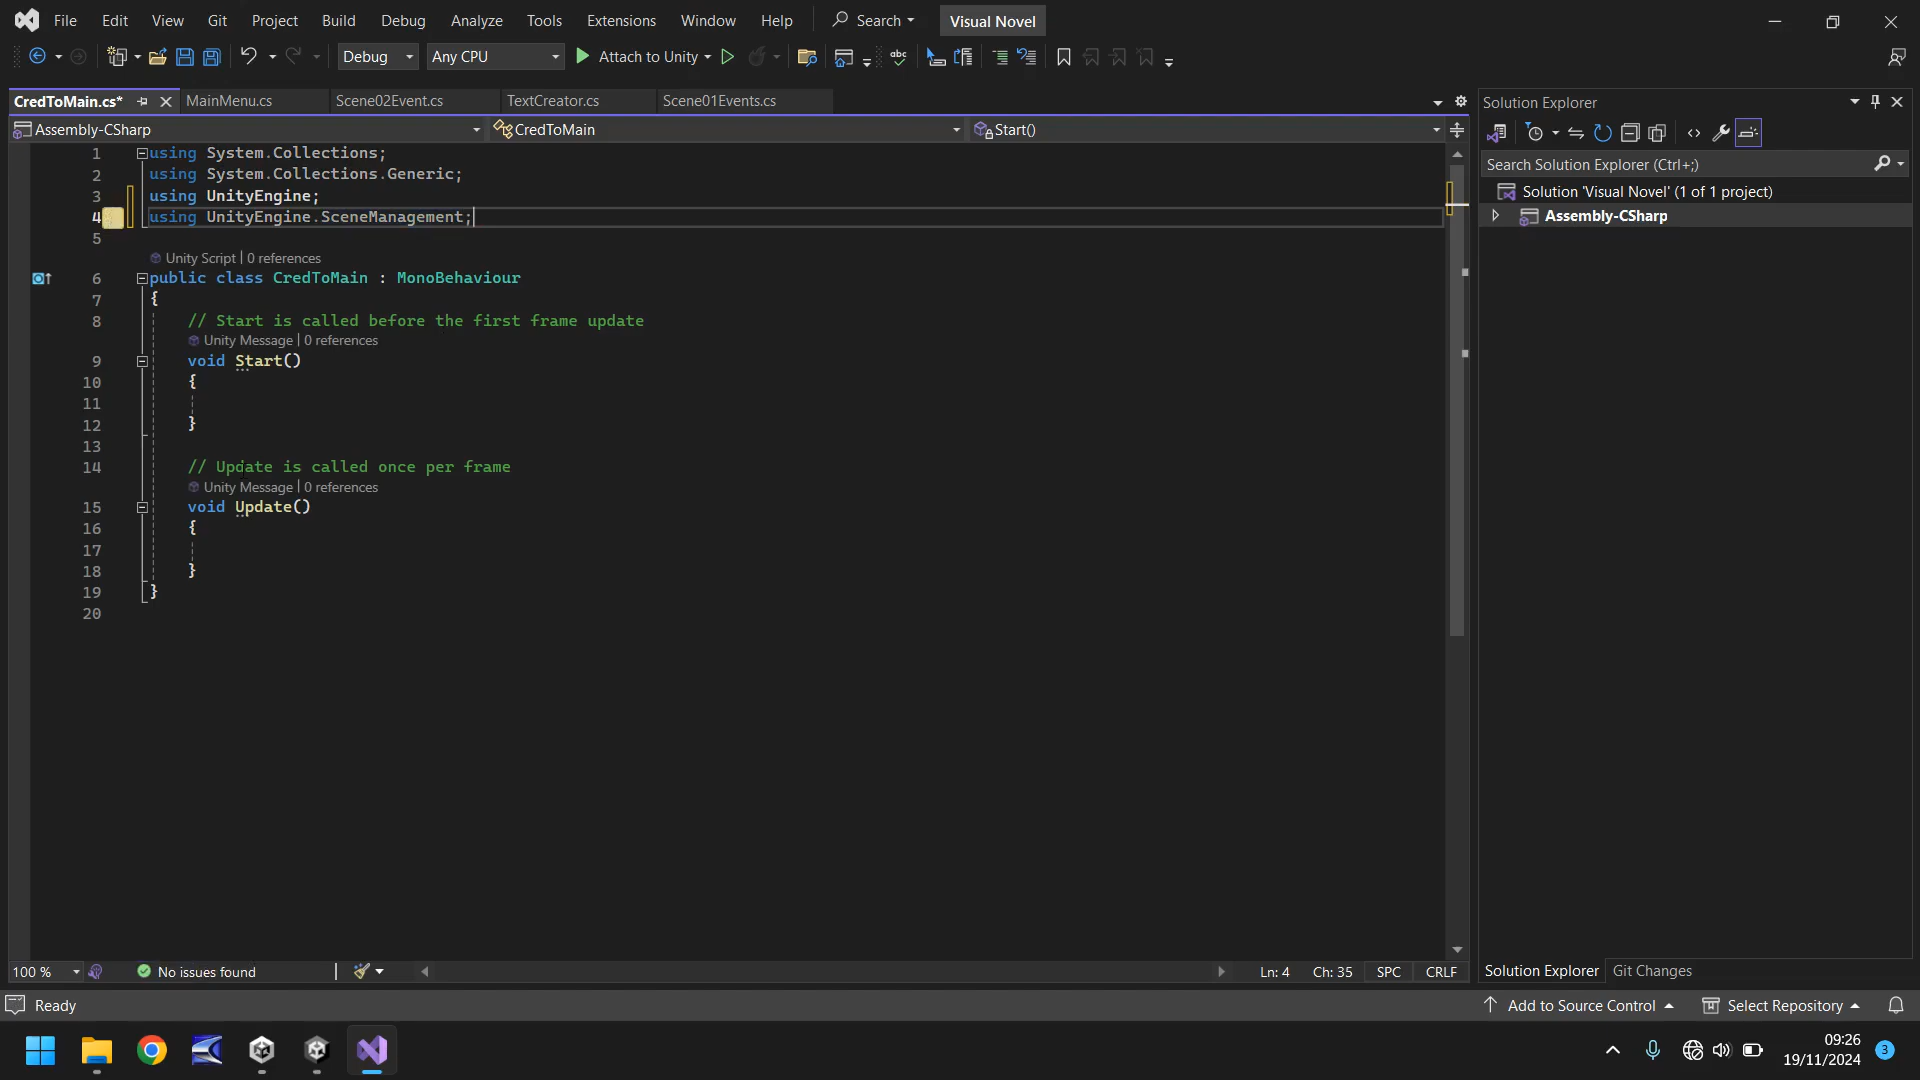 File Edit View Git Project Build Debug Analyze Tools Extensions Window Help Search Visual Novel
Debug Any CPU Attach to Unity
CredToMain.cs* MainMenu.cs Scene02Event.cs TextCreator.cs Scene01Events.cs
Assembly-CSharp CredToMain Start()
1 using System.Collections;
2 using System.Collections.Generic;
3 using UnityEngine;
4 using UnityEngine.SceneManagement;
5
Unity Script | 0 references
6 public class CredToMain : MonoBehaviour
7 {
8 // Start is called before the first frame update
Unity Message | 0 references
9 void Start()
10 {
11
12 }
13
14 // Update is called once per frame
Unity Message | 0 references
15 void Update()
16 {
17
18 }
19 }
20
100 % No issues found Ln: 4 Ch: 35 SPC CRLF
Solution Explorer
Search Solution Explorer (Ctrl+;)
Solution 'Visual Novel' (1 of 1 project)
Assembly-CSharp
Solution Explorer Git Changes
Ready Add to Source Control Select Repository
09:26
19/11/2024 3